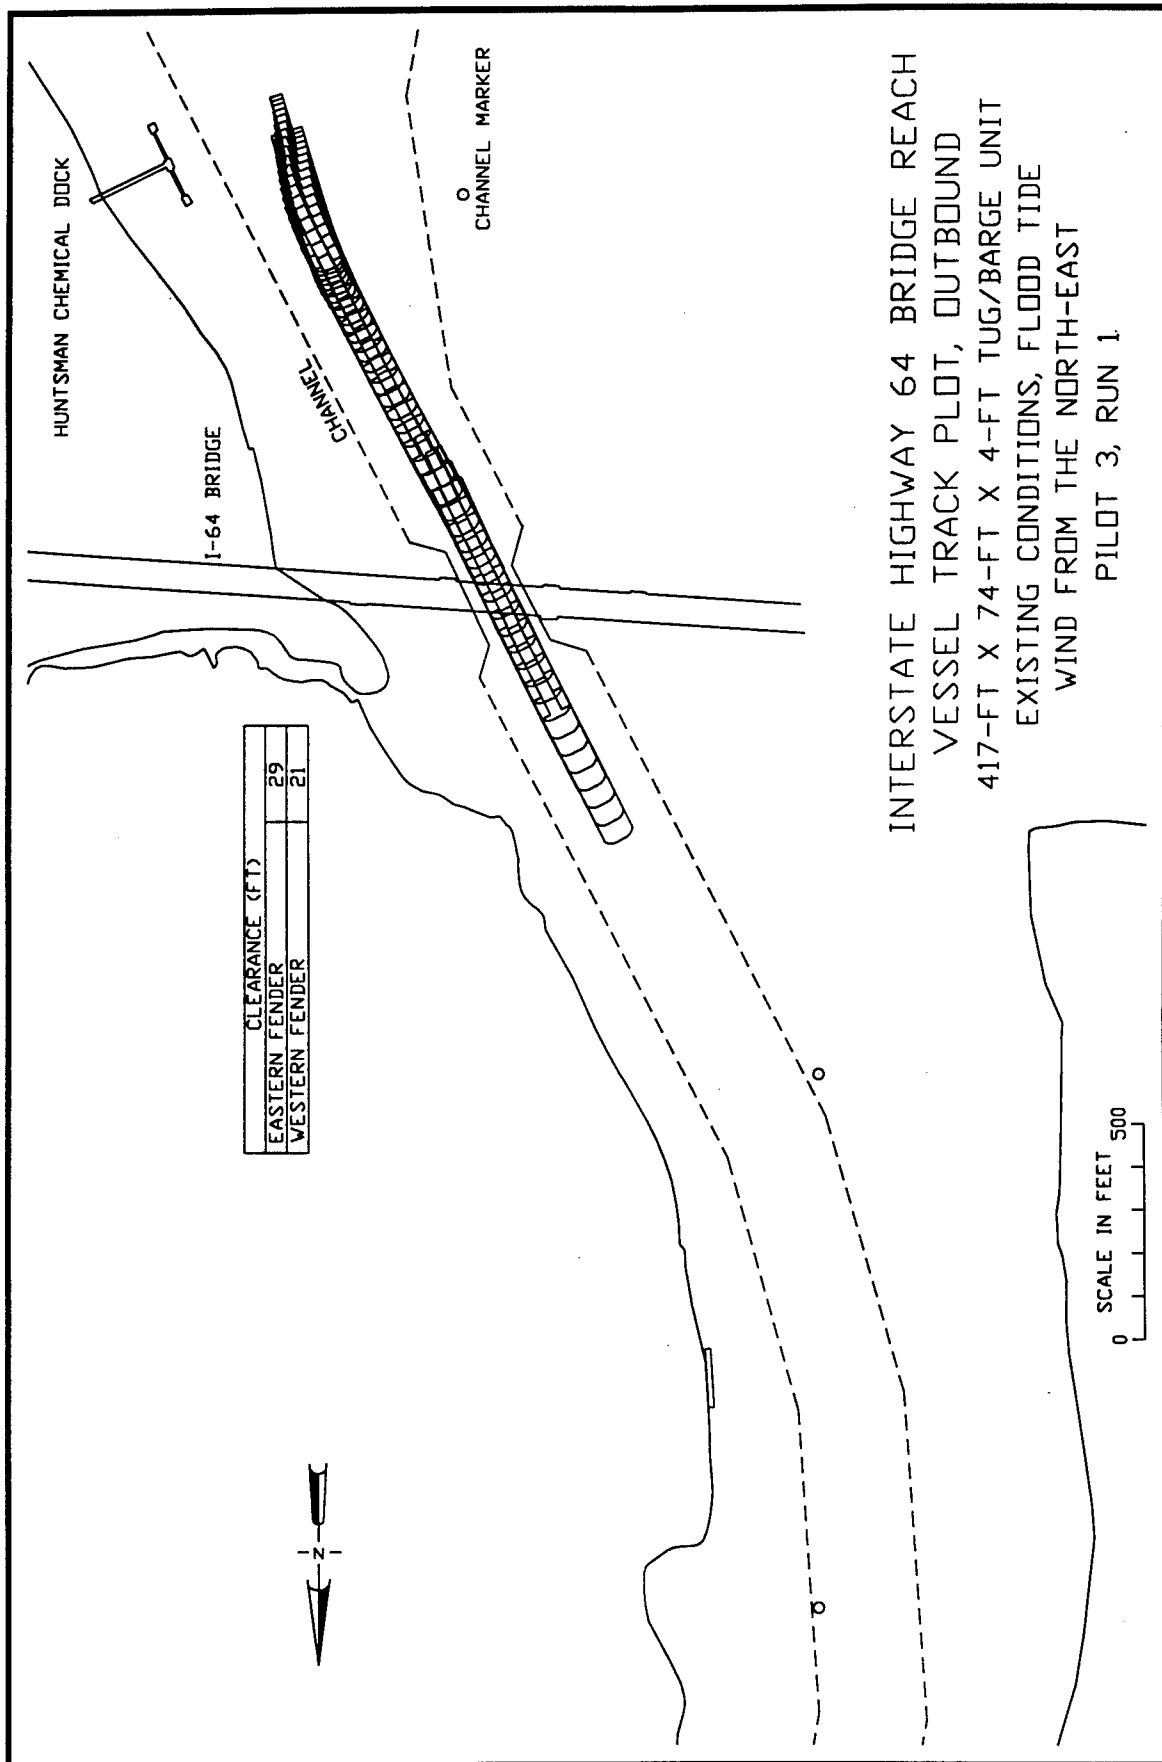 HUNTSMAN CHEMICAL DOCK
I-64 BRIDGE
CHANNEL
CHANNEL MARKER
CLEARANCE (FT)
EASTERN FENDER 29
WESTERN FENDER 21
N
INTERSTATE HIGHWAY 64 BRIDGE REACH
VESSEL TRACK PLOT, OUTBOUND
417-FT X 74-FT X 4-FT TUG/BARGE UNIT
EXISTING CONDITIONS, FLOOD TIDE
WIND FROM THE NORTH-EAST
PILOT 3, RUN 1
SCALE IN FEET
0 500